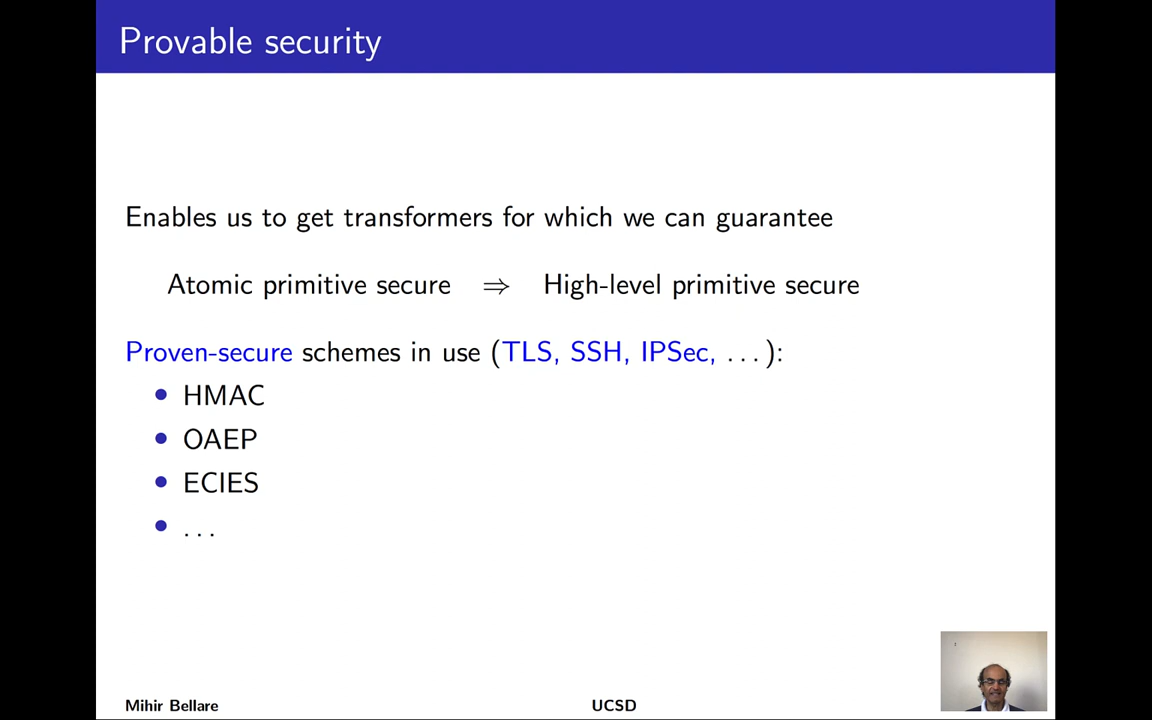 Provable security
Enables us to get transformers for which we can guarantee
Atomic primitive secure ⇒ High-level primitive secure
Proven-secure schemes in use (TLS, SSH, IPSec, . . . ):
• HMAC
• OAEP
• ECIES
• . . .
Mihir Bellare UCSD